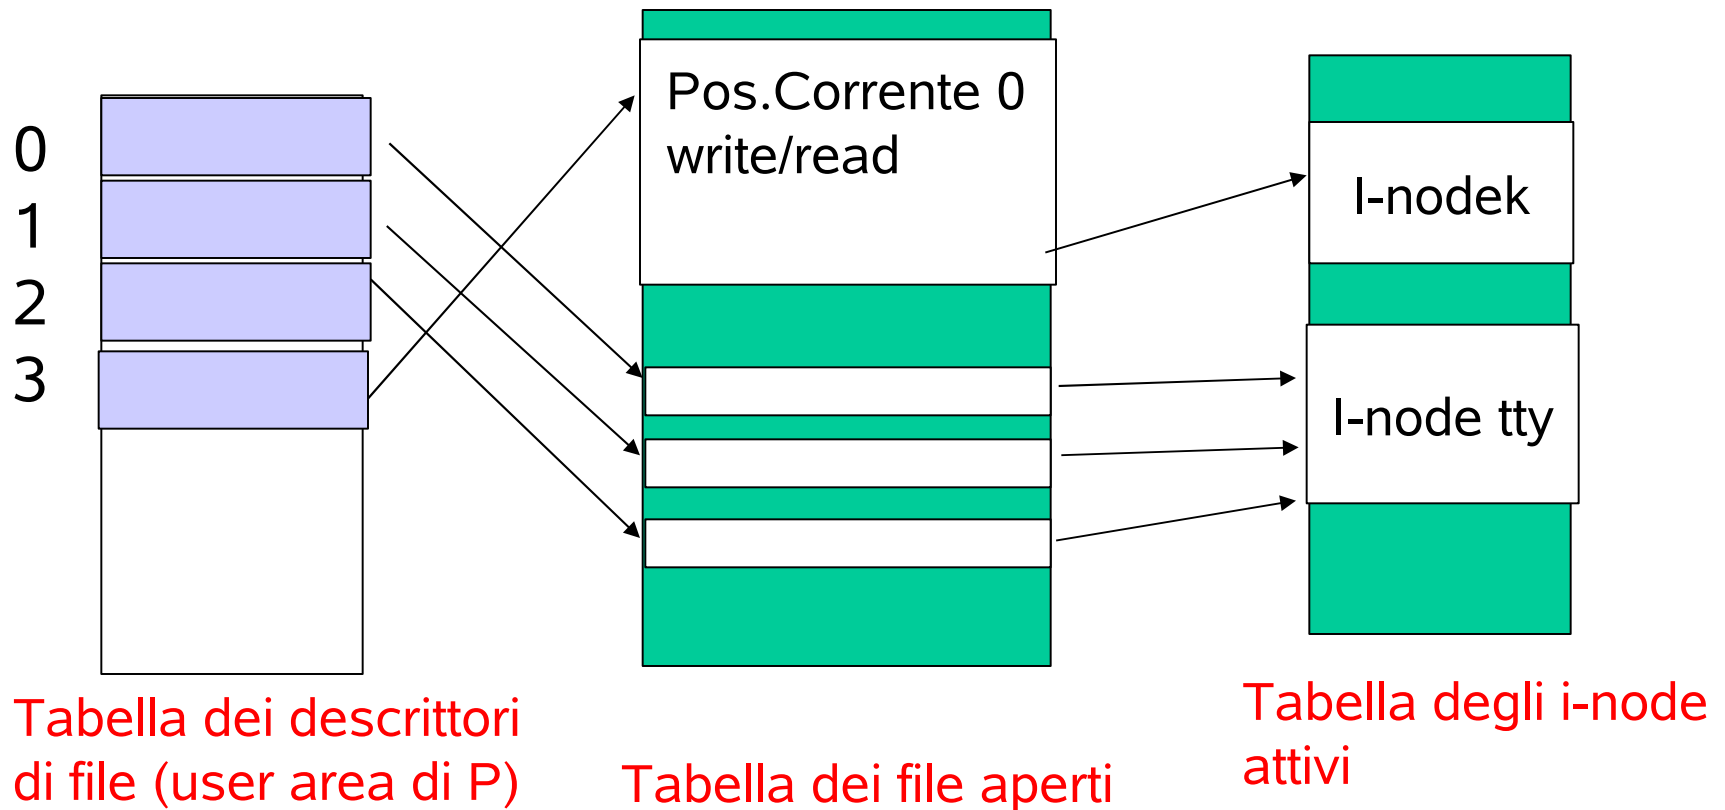 0
1
2
3
Pos.Corrente 0
write/read
I-nodek
I-node tty
Tabella dei descrittori
di file (user area di P)
Tabella dei file aperti
Tabella degli i-node
attivi